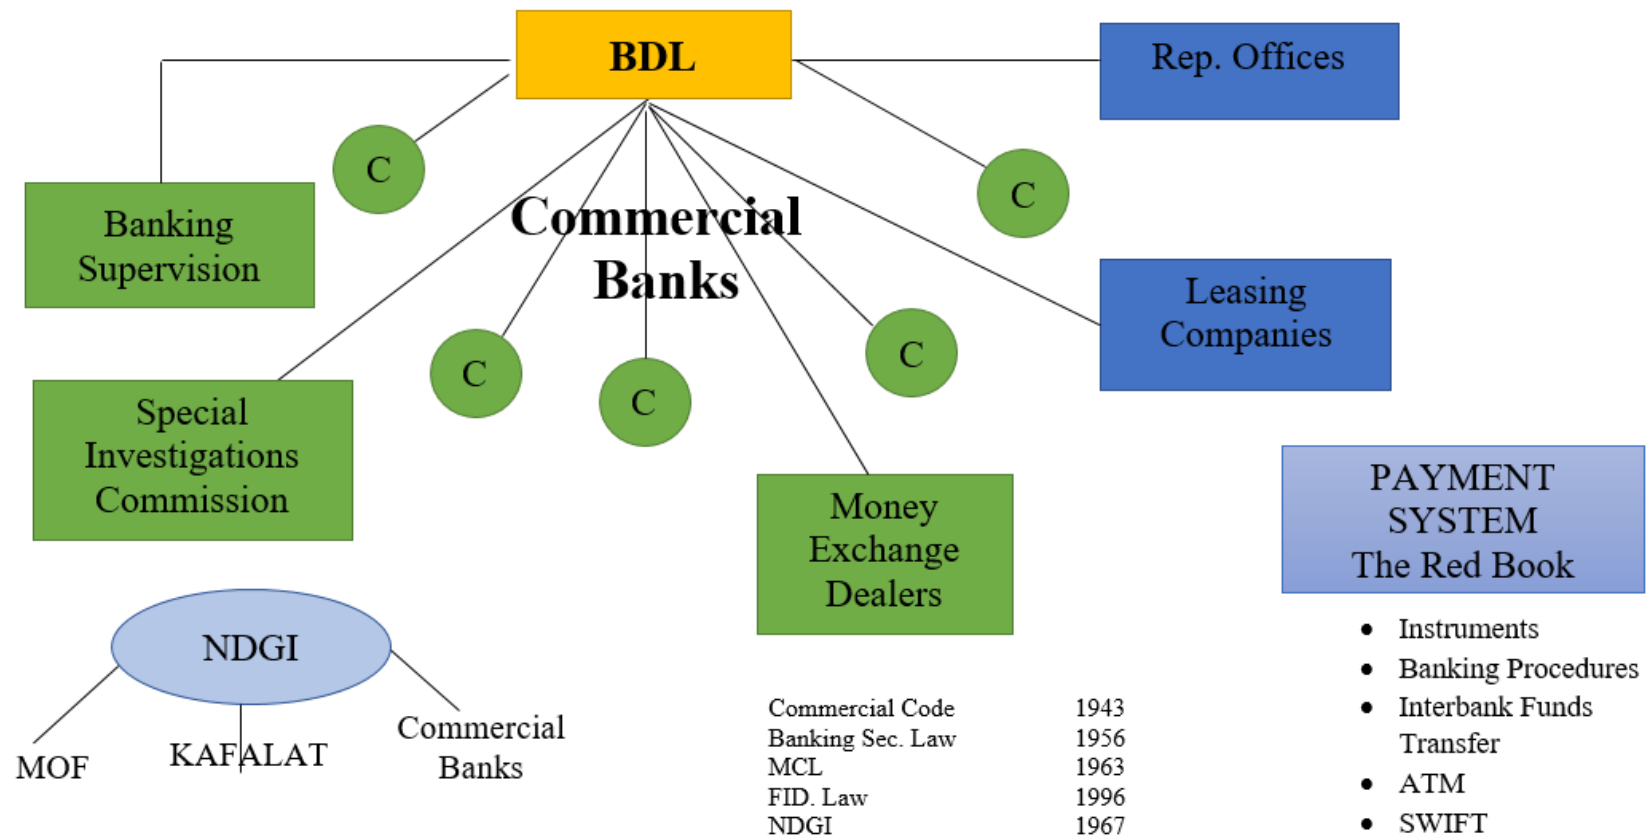 BDL
Rep. Offices
C
C
Banking
Supervision
Commercial
Banks
Leasing
Companies
C
C
C
Special
Investigations
Commission
Money
Exchange
Dealers
PAYMENT
SYSTEM
The Red Book
• Instruments
• Banking Procedures
• Interbank Funds
Transfer
• ATM
• SWIFT
NDGI
MOF
KAFALAT
Commercial
Banks
Commercial Code 1943
Banking Sec. Law 1956
MCL 1963
FID. Law 1996
NDGI 1967